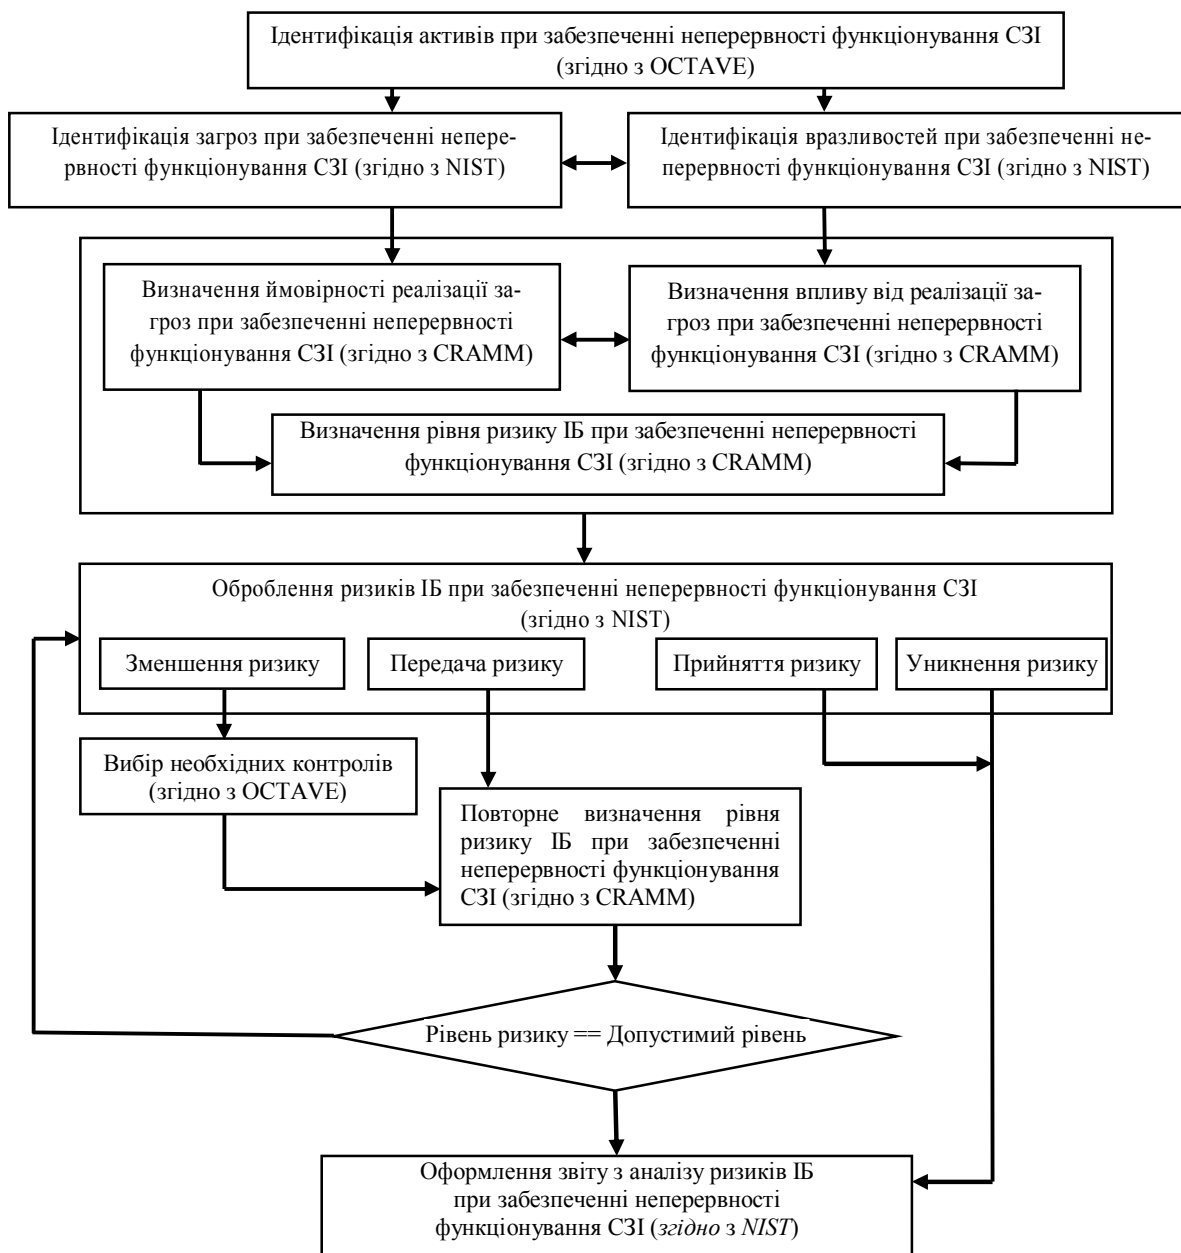 Ідентифікація активів при забезпеченні неперервності функціонування СЗІ
(згідно з OCTAVE)
Ідентифікація загроз при забезпеченні непере-
рвності функціонування СЗІ (згідно з NIST)
Ідентифікація вразливостей при забезпеченні не-
перервності функціонування СЗІ (згідно з NIST)
Визначення ймовірності реалізації за-
гроз при забезпеченні неперервності
функціонування СЗІ (згідно з CRAMM)
Визначення впливу від реалізації за-
гроз при забезпеченні неперервності
функціонування СЗІ (згідно з CRAMM)
Визначення рівня ризику ІБ при забезпеченні неперервності
функціонування СЗІ (згідно з CRAMM)
Оброблення ризиків ІБ при забезпеченні неперервності функціонування СЗІ
(згідно з NIST)
Зменшення ризику
Передача ризику
Прийняття ризику
Уникнення ризику
Вибір необхідних контролів
(згідно з OCTAVE)
Повторне визначення рівня
ризику ІБ при забезпеченні
неперервності функціонування
СЗІ (згідно з CRAMM)
Рівень ризику == Допустимий рівень
Оформлення звіту з аналізу ризиків ІБ
при забезпеченні неперервності
функціонування СЗІ (згідно з NIST)